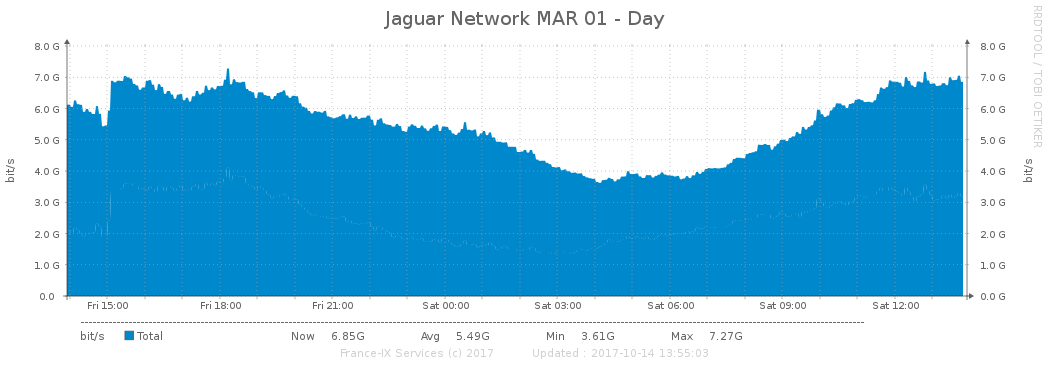 Jaguar Network MAR 01 - Day
RRDTOOL / TOBI OETIKER
bit/s
bit/s
8.0 G 8.0 G
7.0 G 7.0 G
6.0 G 6.0 G
5.0 G 5.0 G
4.0 G 4.0 G
3.0 G 3.0 G
2.0 G 2.0 G
1.0 G 1.0 G
0.0 0.0 G
Fri 15:00 Fri 18:00 Fri 21:00 Sat 00:00 Sat 03:00 Sat 06:00 Sat 09:00 Sat 12:00
bit/s Total Now 6.85G Avg 5.49G Min 3.61G Max 7.27G
France-IX Services (c) 2017 Updated : 2017-10-14 13:55:03